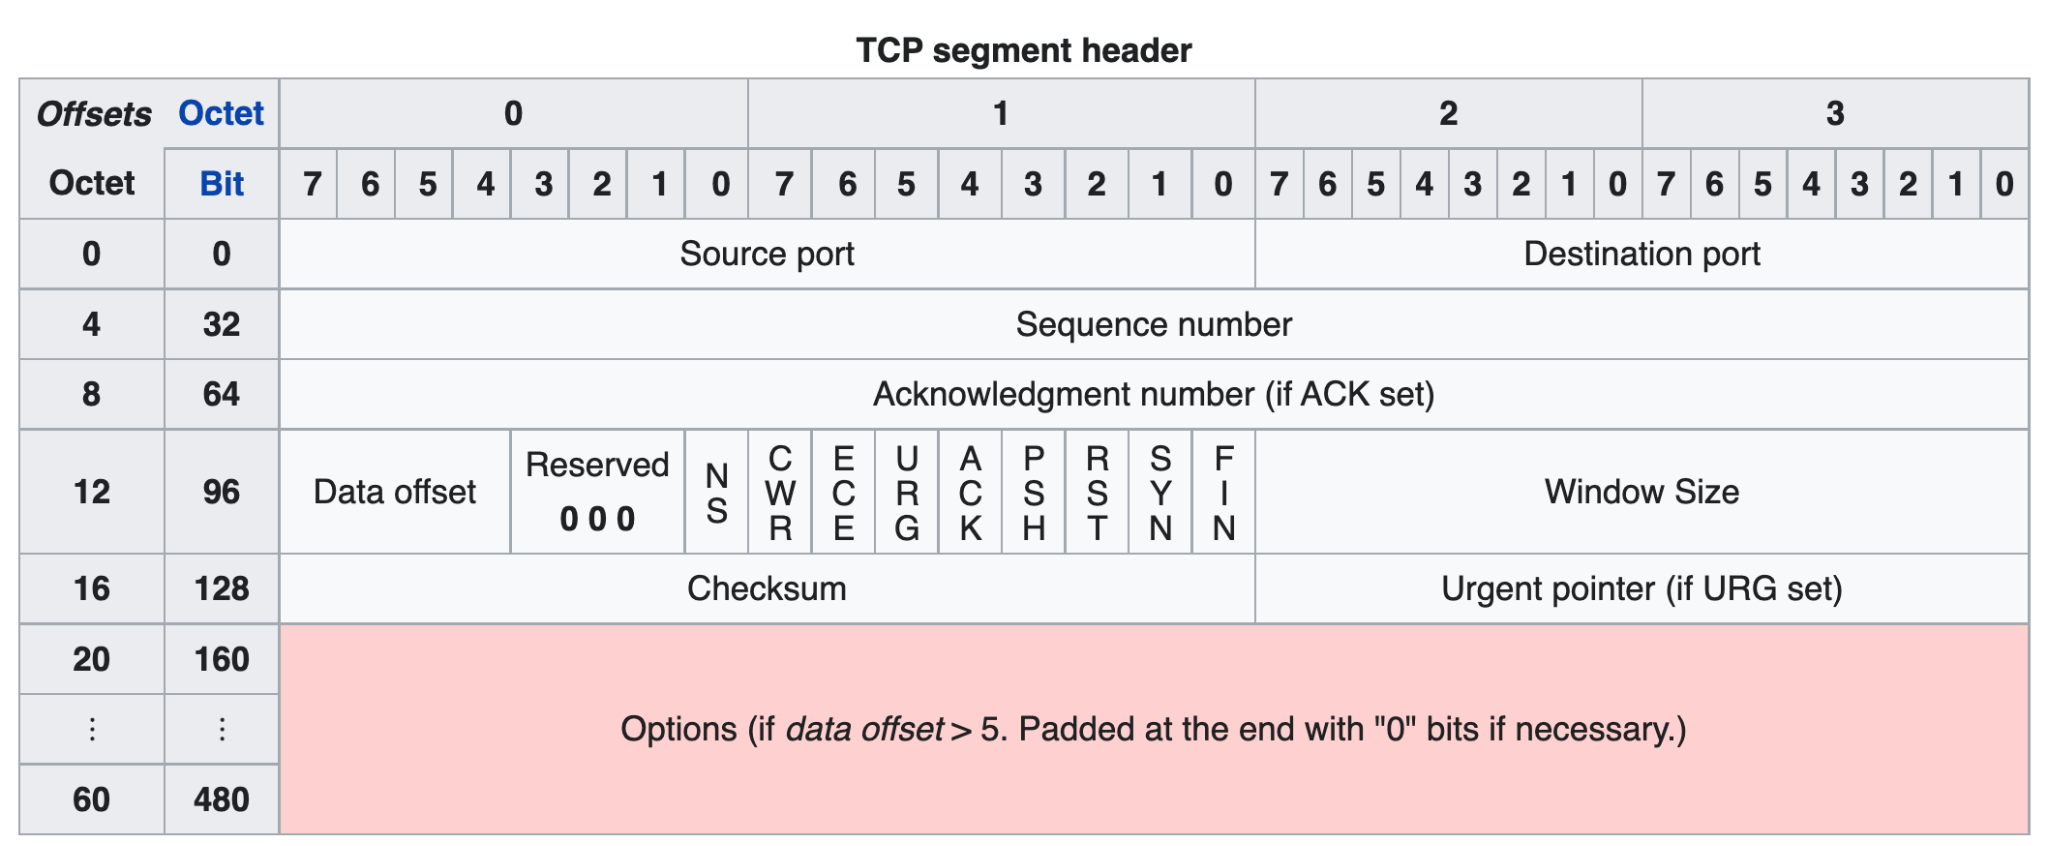 TCP segment header
Offsets Octet 0 1 2 3
Octet Bit 7 6 5 4 3 2 1 0 7 6 5 4 3 2 1 0 7 6 5 4 3 2 1 0 7 6 5 4 3 2 1 0
0 0 Source port Destination port
4 32 Sequence number
8 64 Acknowledgment number (if ACK set)
12 96 Data offset Reserved 0 0 0 NS CWR ECE URG ACK PSH RST SYN FIN Window Size
16 128 Checksum Urgent pointer (if URG set)
20 160
⋮ ⋮ Options (if data offset > 5. Padded at the end with "0" bits if necessary.)
60 480